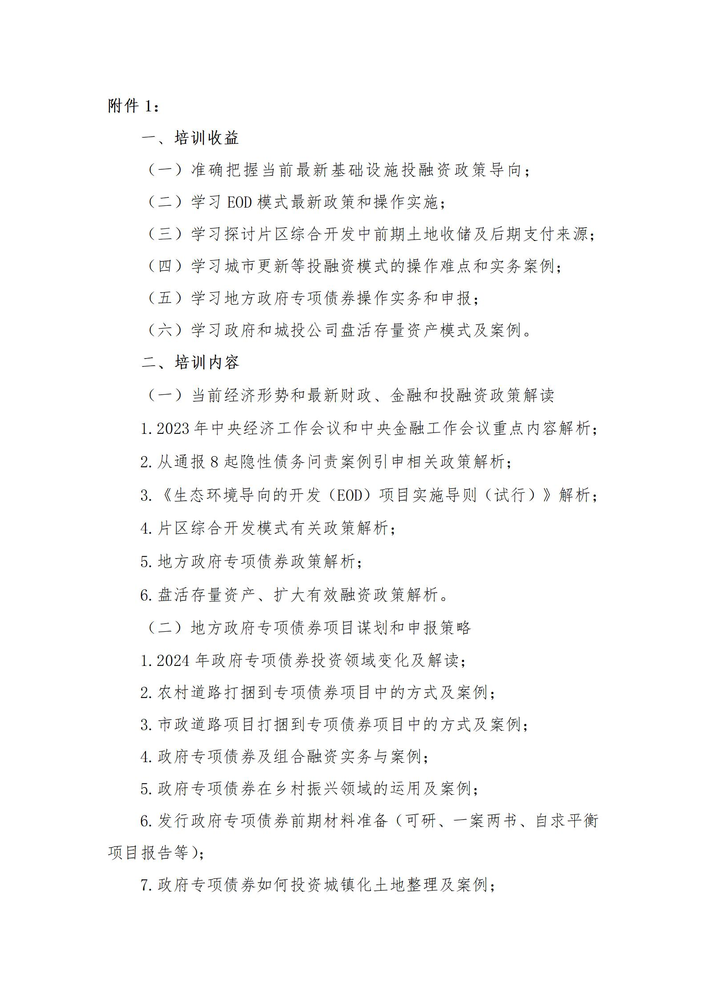 附件1：
一、培训收益
（一）准确把握当前最新基础设施投融资政策导向；
（二）学习EOD模式最新政策和操作实施；
（三）学习探讨片区综合开发中前期土地收储及后期支付来源；
（四）学习城市更新等投融资模式的操作难点和实务案例；
（五）学习地方政府专项债券操作实务和申报；
（六）学习政府和城投公司盘活存量资产模式及案例。
二、培训内容
（一）当前经济形势和最新财政、金融和投融资政策解读
1.2023年中央经济工作会议和中央金融工作会议重点内容解析；
2.从通报8起隐性债务问责案例引申相关政策解析；
3.《生态环境导向的开发（EOD）项目实施导则（试行）》解析；
4.片区综合开发模式有关政策解析；
5.地方政府专项债券政策解析；
6.盘活存量资产、扩大有效融资政策解析。
（二）地方政府专项债券项目谋划和申报策略
1.2024年政府专项债券投资领域变化及解读；
2.农村道路打捆到专项债券项目中的方式及案例；
3.市政道路项目打捆到专项债券项目中的方式及案例；
4.政府专项债券及组合融资实务与案例；
5.政府专项债券在乡村振兴领域的运用及案例；
6.发行政府专项债券前期材料准备（可研、一案两书、自求平衡
项目报告等）；
7.政府专项债券如何投资城镇化土地整理及案例；